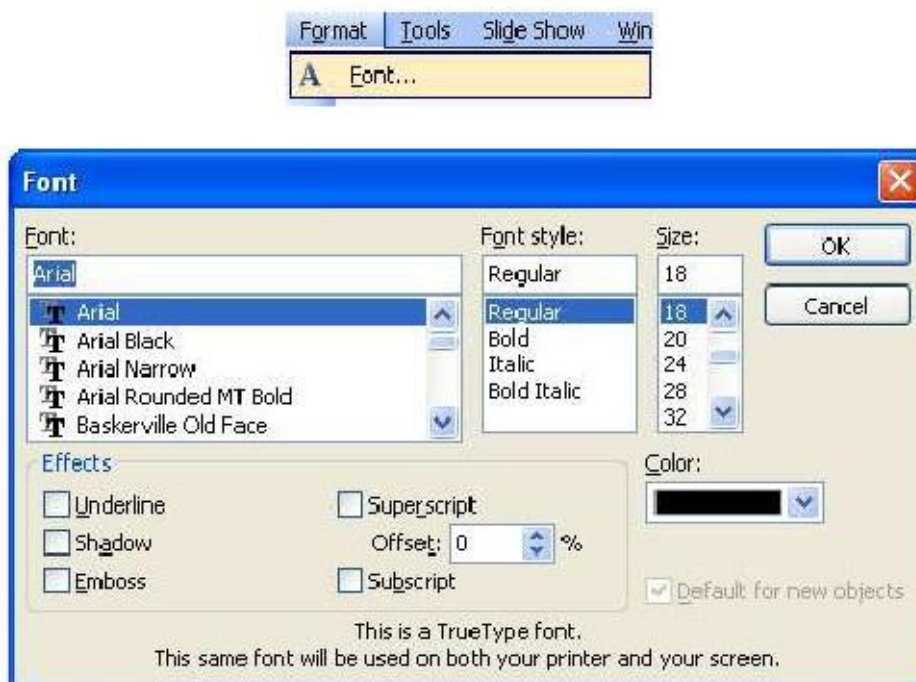 Format Tools Slide Show Win
A Font...
Font
Font: Font style: Size:
Arial Regular 18 OK
Arial Regular 18 Cancel
Arial Black Bold 20
Arial Narrow Italic 24
Arial Rounded MT Bold Bold Italic 28
Baskerville Old Face 32
Effects Color:
Underline Superscript
Shadow Offset: 0 %
Emboss Subscript Default for new objects
This is a TrueType font.
This same font will be used on both your printer and your screen.